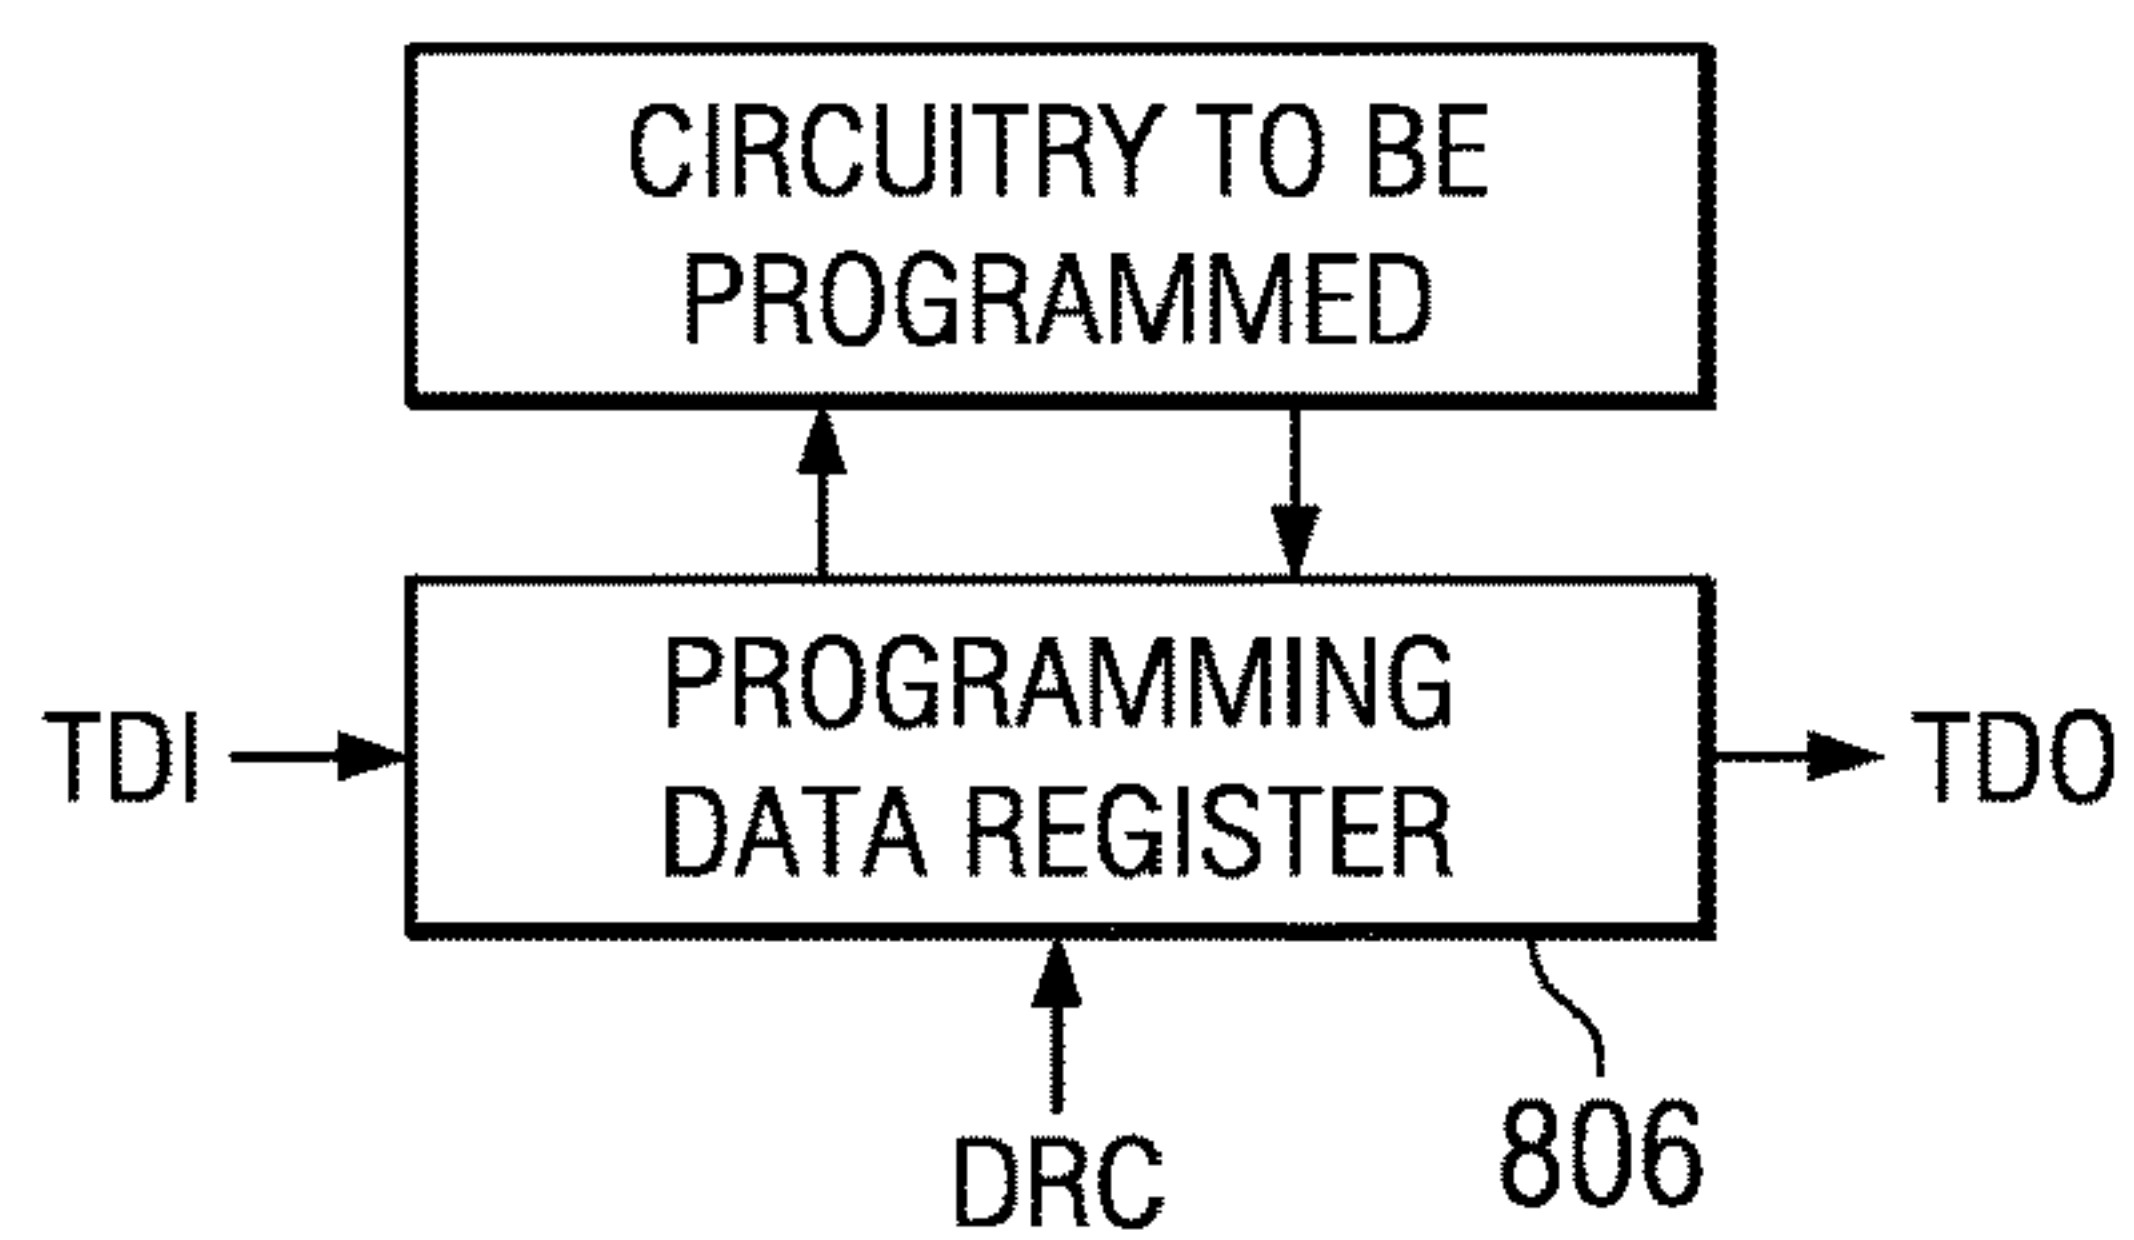 CIRCUITRY TO BE
PROGRAMMED
PROGRAMMING
DATA REGISTER
TDI
TDO
DRC
806